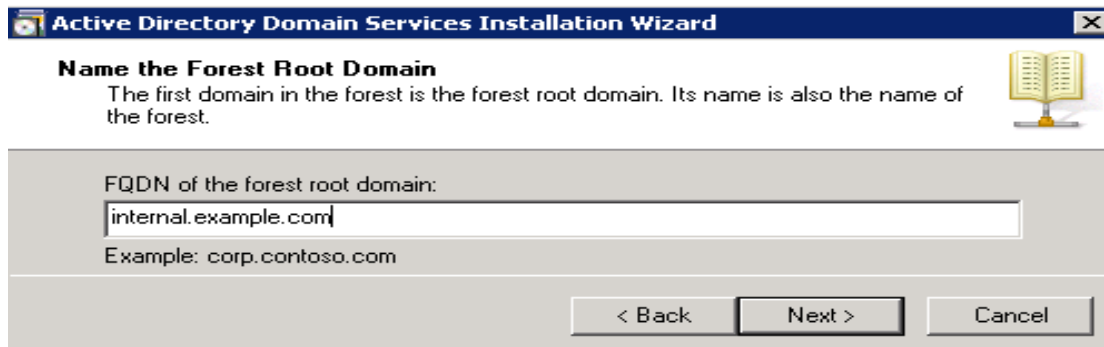 Active Directory Domain Services Installation Wizard
Name the Forest Root Domain
The first domain in the forest is the forest root domain. Its name is also the name of
the forest.
FQDN of the forest root domain:
internal.example.com
Example: corp.contoso.com
< Back Next > Cancel